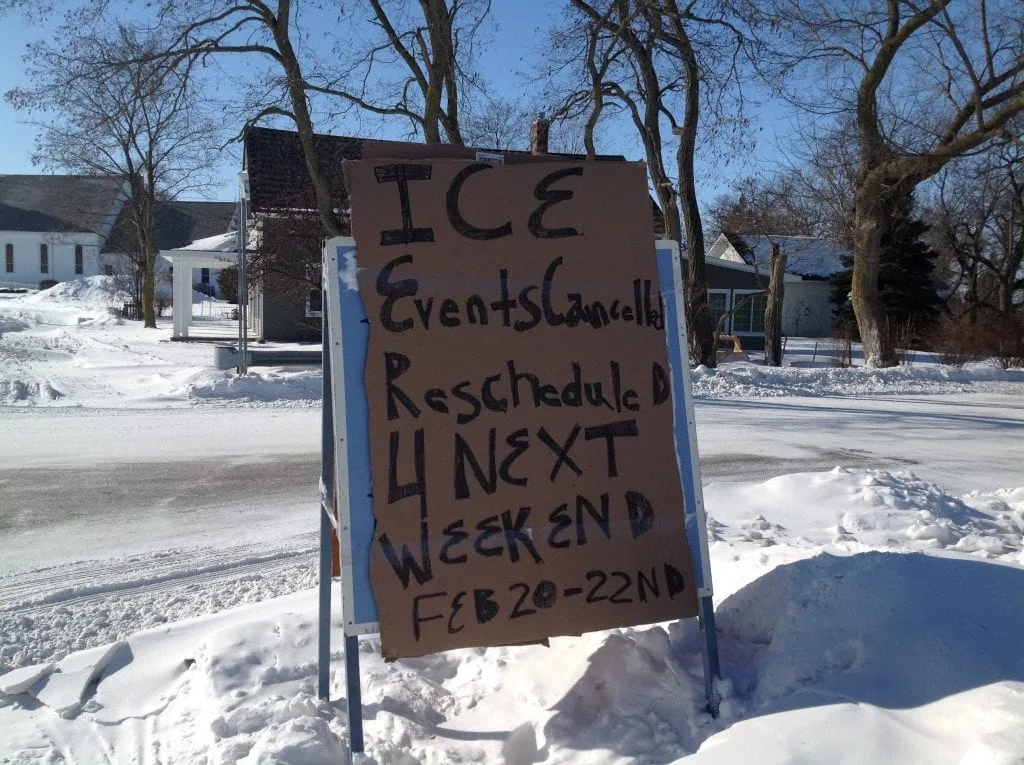 ICE
Events Cancelled
RescheduleD
4 NEXT
WEEKEND
FEB 20-22ND